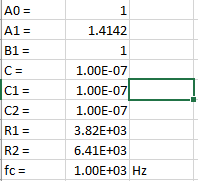 A0 = 1
A1 = 1.4142
B1 = 1
C = 1.00E-07
C1 = 1.00E-07
C2 = 1.00E-07
R1 = 3.82E+03
R2 = 6.41E+03
fc = 1.00E+03 Hz